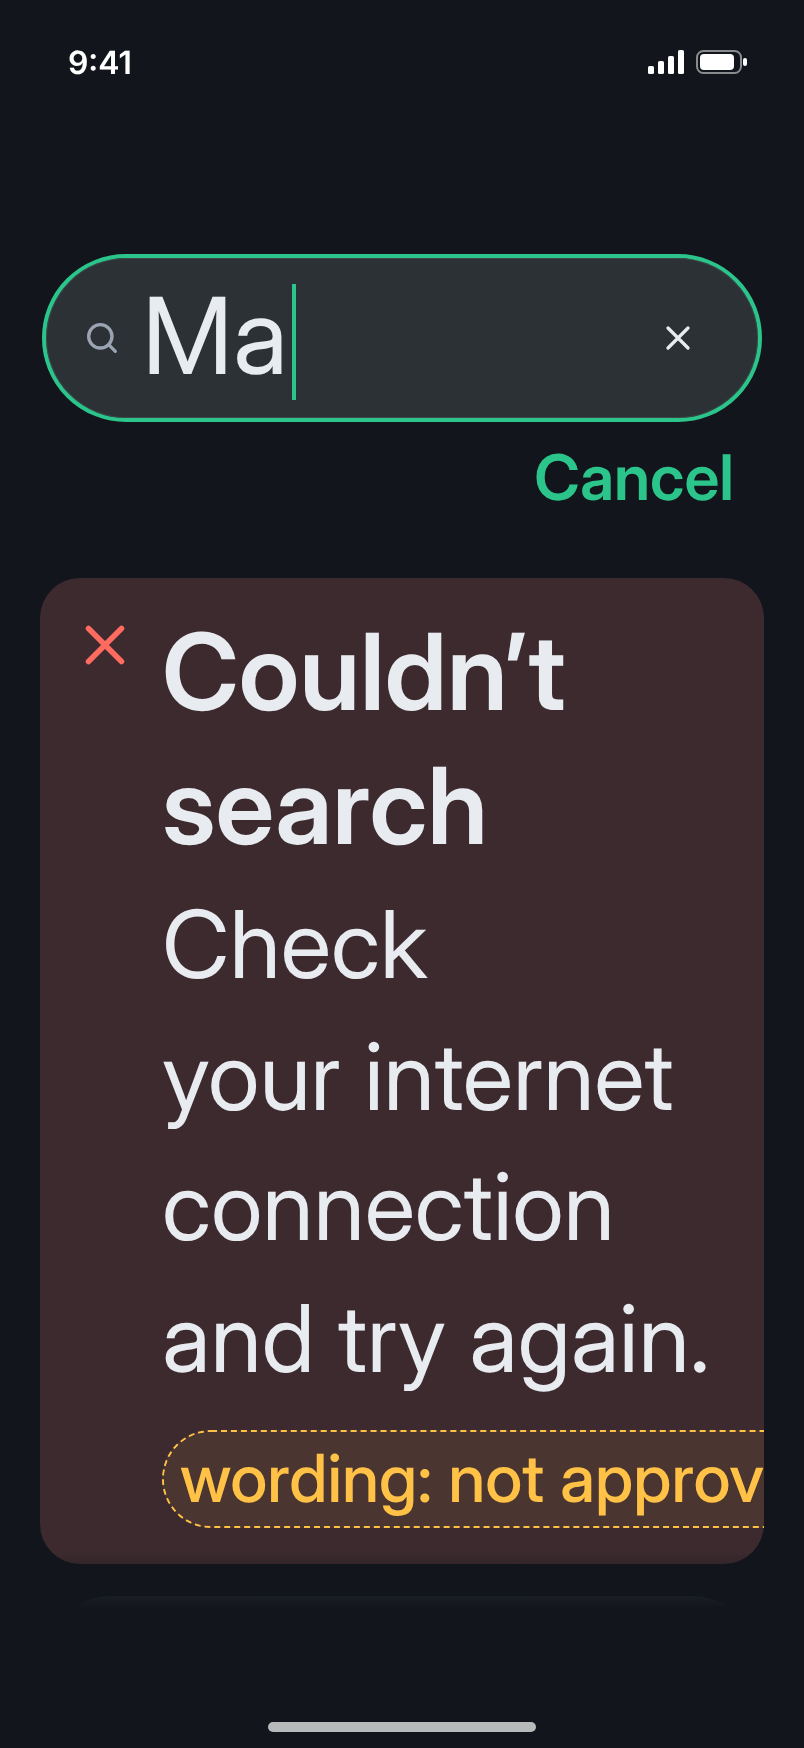 9:41
Ma
Cancel
Couldn’t
search
Check
your internet
connection
and try again.
wording: not approv